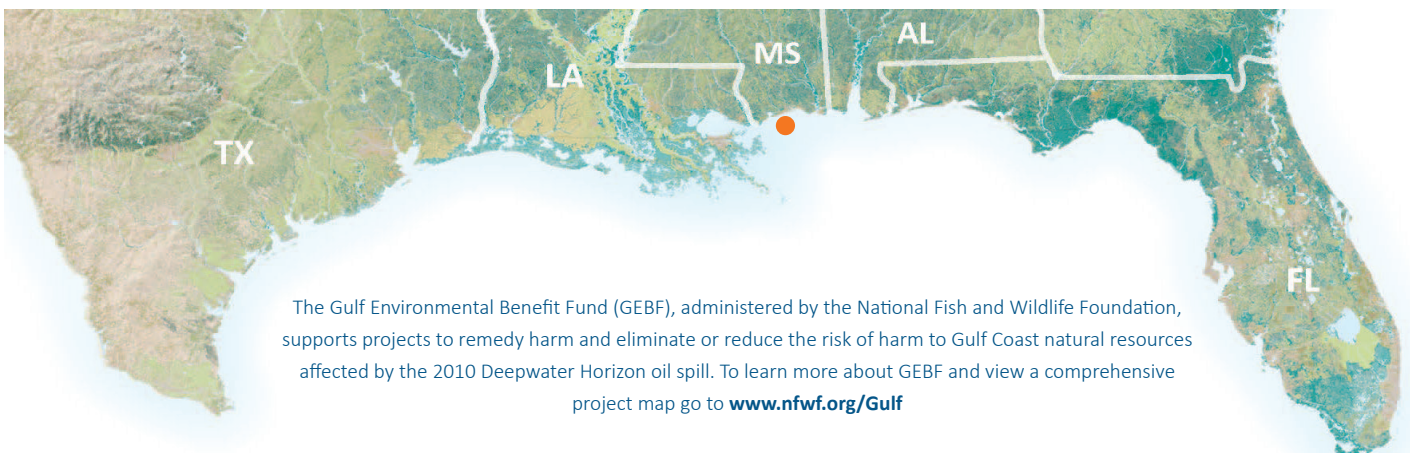 AL
MS
LA
TX
FL
The Gulf Environmental Benefit Fund (GEBF), administered by the National Fish and Wildlife Foundation,
supports projects to remedy harm and eliminate or reduce the risk of harm to Gulf Coast natural resources
affected by the 2010 Deepwater Horizon oil spill. To learn more about GEBF and view a comprehensive
project map go to www.nfwf.org/Gulf